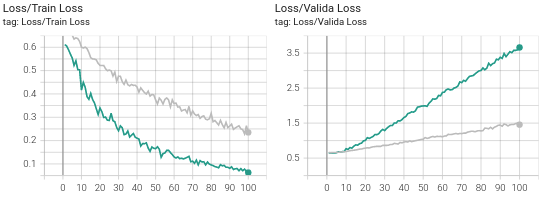 Loss/Train Loss
tag: Loss/Train Loss
0.6
0.5
0.4
0.3
0.2
0.1
0 10 20 30 40 50 60 70 80 90 100
Loss/Valida Loss
tag: Loss/Valida Loss
3.5
2.5
1.5
0.5
0 10 20 30 40 50 60 70 80 90 100